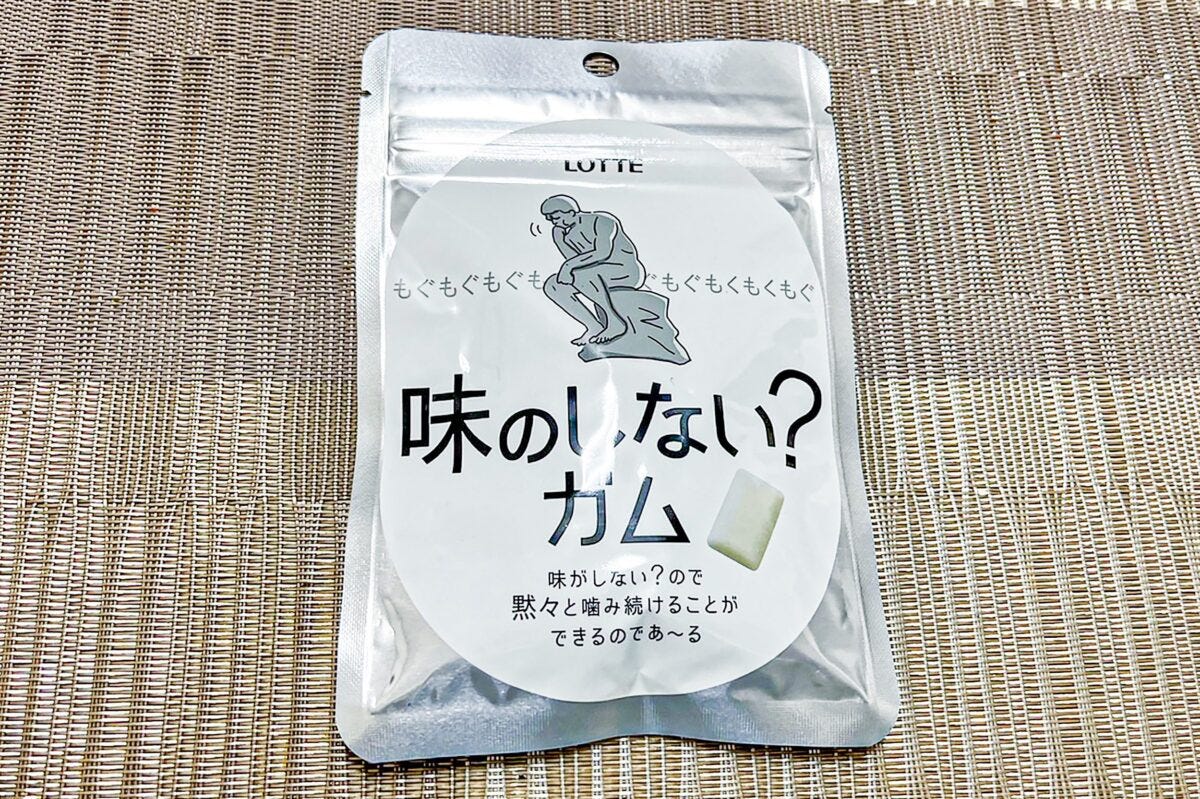 LOTTE
もぐもぐもぐも ぐもぐもくもくもぐ
味のしない?
ガム
味がしない?ので
黙々と噛み続けることが
できるのであ〜る